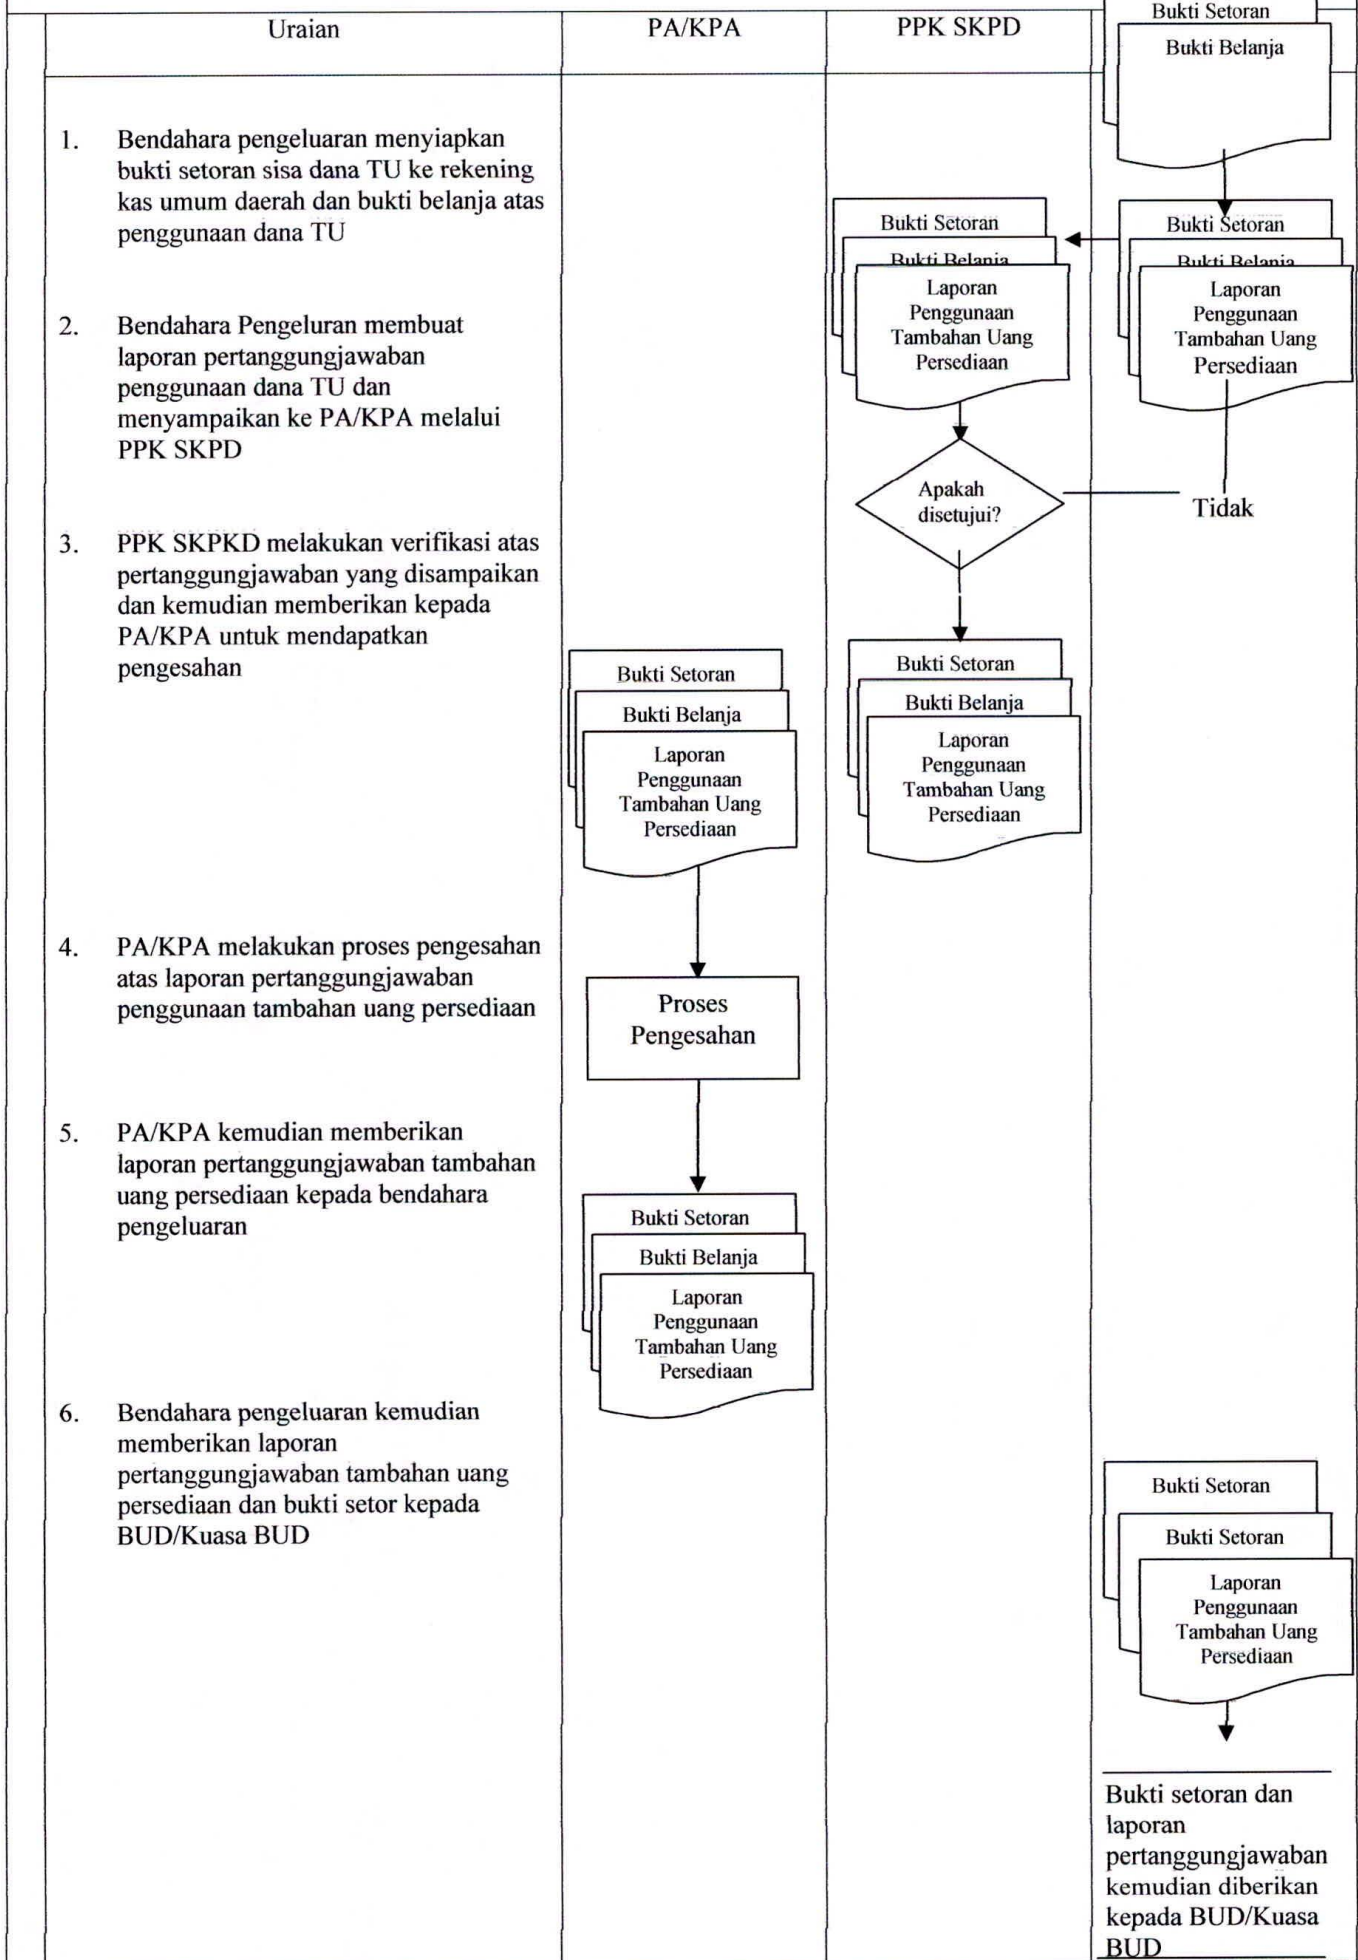 Uraian
PA/KPA
PPK SKPD
Bukti Setoran
Bukti Belanja
1. Bendahara pengeluaran menyiapkan
bukti setoran sisa dana TU ke rekening
kas umum daerah dan bukti belanja atas
penggunaan dana TU
Bukti Setoran
Bukti Belanja
Laporan
Penggunaan
Tambahan Uang
Persediaan
Bukti Setoran
Bukti Belanja
Laporan
Penggunaan
Tambahan Uang
Persediaan
2. Bendahara Pengeluran membuat
laporan pertanggungjawaban
penggunaan dana TU dan
menyampaikan ke PA/KPA melalui
PPK SKPD
Apakah
disetujui?
Tidak
3. PPK SKPKD melakukan verifikasi atas
pertanggungjawaban yang disampaikan
dan kemudian memberikan kepada
PA/KPA untuk mendapatkan
pengesahan
Bukti Setoran
Bukti Belanja
Laporan
Penggunaan
Tambahan Uang
Persediaan
Bukti Setoran
Bukti Belanja
Laporan
Penggunaan
Tambahan Uang
Persediaan
4. PA/KPA melakukan proses pengesahan
atas laporan pertanggungjawaban
penggunaan tambahan uang persediaan
Proses
Pengesahan
5. PA/KPA kemudian memberikan
laporan pertanggungjawaban tambahan
uang persediaan kepada bendahara
pengeluaran
Bukti Setoran
Bukti Belanja
Laporan
Penggunaan
Tambahan Uang
Persediaan
6. Bendahara pengeluaran kemudian
memberikan laporan
pertanggungjawaban tambahan uang
persediaan dan bukti setor kepada
BUD/Kuasa BUD
Bukti Setoran
Bukti Setoran
Laporan
Penggunaan
Tambahan Uang
Persediaan
Bukti setoran dan
laporan
pertanggungjawaban
kemudian diberikan
kepada BUD/Kuasa
BUD